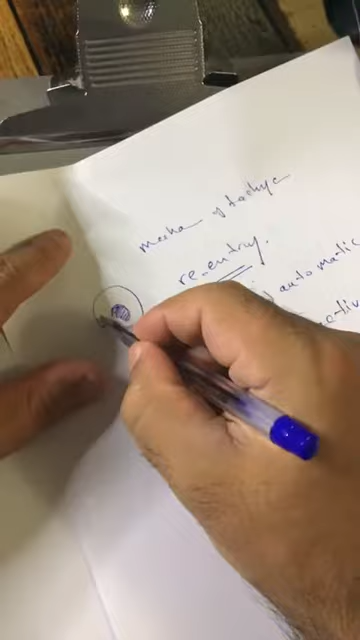 mecha of tachyc
re-entry.
automatic